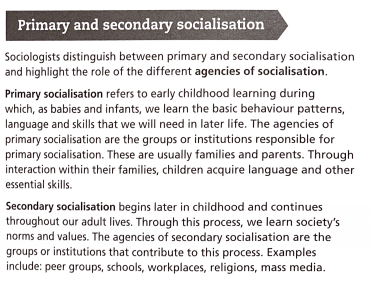 Primary and secondary socialisation
Sociologists distinguish between primary and secondary socialisation
and highlight the role of the different agencies of socialisation.
Primary socialisation refers to early childhood learning during
which, as babies and infants, we learn the basic behaviour patterns,
language and skills that we will need in later life. The agencies of
primary socialisation are the groups or institutions responsible for
primary socialisation. These are usually families and parents. Through
interaction within their families, children acquire language and other
essential skills.
Secondary socialisation begins later in childhood and continues
throughout our adult lives. Through this process, we learn society's
norms and values. The agencies of secondary socialisation are the
groups or institutions that contribute to this process. Examples
include: peer groups, schools, workplaces, religions, mass media.